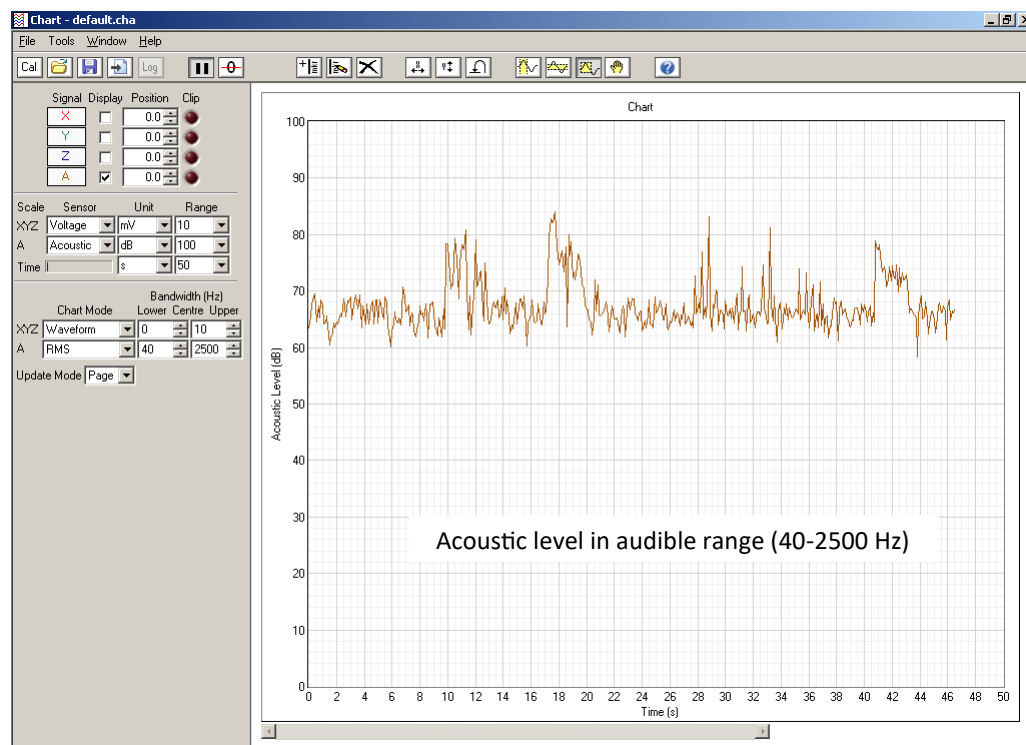 Chart - default.cha
File Tools Window Help
Cal Log
Signal Display Position Clip
X 0.0
Y 0.0
Z 0.0
A 0.0
Scale Sensor Unit Range
XYZ Voltage mV 10
A Acoustic dB 100
Time s 50
Bandwidth (Hz)
Chart Mode Lower Centre Upper
XYZ Waveform 0 10
A RMS 40 2500
Update Mode Page
Chart
100
90
80
70
60
50
40
30
20
10
0
Acoustic Level (dB)
Acoustic level in audible range (40-2500 Hz)
0 2 4 6 8 10 12 14 16 18 20 22 24 26 28 30 32 34 36 38 40 42 44 46 48 50
Time (s)